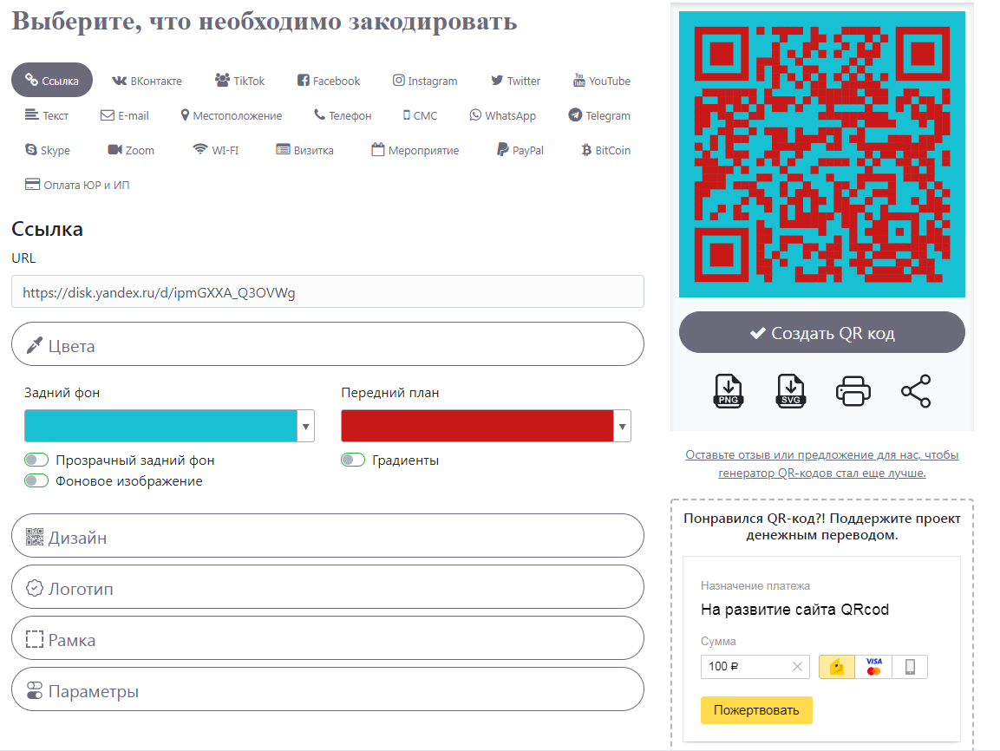 Выберите, что необходимо закодировать
Ссылка ВКонтакте TikTok Facebook Instagram Twitter YouTube
Текст E-mail Местоположение Телефон СМС WhatsApp Telegram
Skype Zoom WI-FI Визитка Мероприятие PayPal BitCoin
Оплата ЮР и ИП
Ссылка
URL
https://disk.yandex.ru/d/ipmGXXA_Q3OVWg
Цвета
Задний фон Передний план
Прозрачный задний фон Градиенты
Фоновое изображение
Дизайн
Логотип
Рамка
Параметры
Создать QR код
PNG SVG
Оставьте отзыв или предложение для нас, чтобы
генератор QR-кодов стал еще лучше.
Понравился QR-код?! Поддержите проект
денежным переводом.
Назначение платежа
На развитие сайта QRcod
Сумма
100 ₽ VISA
Пожертвовать